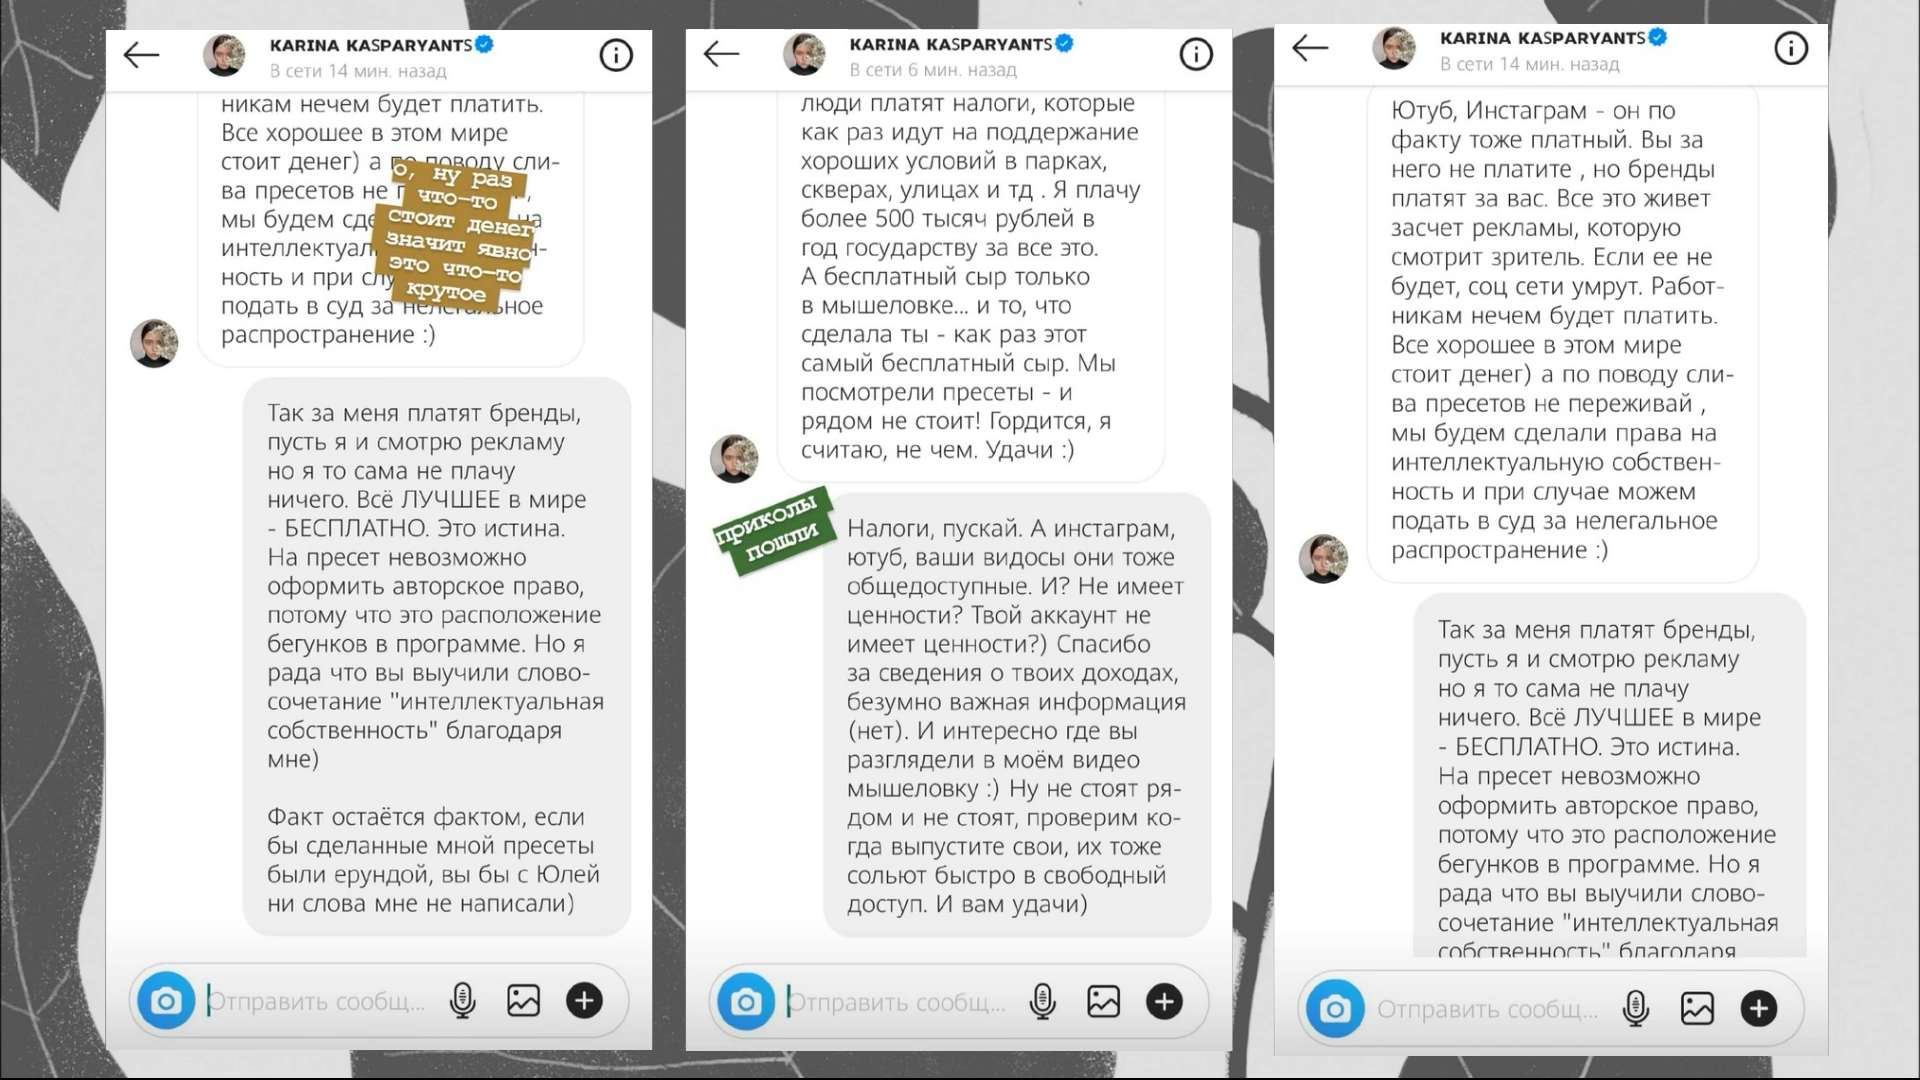 KARINA KASPARYANTS
В сети 14 мин. назад
никам нечем будет платить.
Все хорошее в этом мире
стоит денег) а по поводу сли-
ва пресетов не
мы будем на
ность и при
подать в суд за нелегальное
распространение :)
о, ну раз
что-то
стоит денег
значит явно
это что-то
крутое
Так за меня платят бренды,
пусть я и смотрю рекламу
но я то сама не плачу
ничего. Всё ЛУЧШЕЕ в мире
- БЕСПЛАТНО. Это истина.
На пресет невозможно
оформить авторское право,
потому что это расположение
бегунков в программе. Но я
рада что вы выучили слово-
сочетание "интеллектуальная
собственность" благодаря
мне)
Факт остаётся фактом, если
бы сделанные мной пресеты
были ерундой, вы бы с Юлей
ни слова мне не написали)
Отправить сообщ...
KARINA KASPARYANTS
В сети 6 мин. назад
люди платят налоги, которые
как раз идут на поддержание
хороших условий в парках,
скверах, улицах и тд . Я плачу
более 500 тысяч рублей в
год государству за все это.
А бесплатный сыр только
в мышеловке... и то, что
сделала ты - как раз этот
самый бесплатный сыр. Мы
посмотрели пресеты - и
рядом не стоит! Гордится, я
считаю, не чем. Удачи :)
приколы
пошли
Налоги, пускай. А инстаграм,
ютуб, ваши видосы они тоже
общедоступные. И? Не имеет
ценности? Твой аккаунт не
имеет ценности?) Спасибо
за сведения о твоих доходах,
безумно важная информация
(нет). И интересно где вы
разглядели в моём видео
мышеловку :) Ну не стоят ря-
дом и не стоят, проверим ко-
гда выпустите свои, их тоже
сольют быстро в свободный
доступ. И вам удачи)
Отправить сообщ...
KARINA KASPARYANTS
В сети 14 мин. назад
Ютуб, Инстаграм - он по
факту тоже платный. Вы за
него не платите , но бренды
платят за вас. Все это живет
засчет рекламы, которую
смотрит зритель. Если ее не
будет, соц сети умрут. Работ-
никам нечем будет платить.
Все хорошее в этом мире
стоит денег) а по поводу сли-
ва пресетов не переживай ,
мы будем сделали права на
интеллектуальную собствен-
ность и при случае можем
подать в суд за нелегальное
распространение :)
Так за меня платят бренды,
пусть я и смотрю рекламу
но я то сама не плачу
ничего. Всё ЛУЧШЕЕ в мире
- БЕСПЛАТНО. Это истина.
На пресет невозможно
оформить авторское право,
потому что это расположение
бегунков в программе. Но я
рада что вы выучили слово-
сочетание "интеллектуальная
собственность" благодаря
Отправить сообщ...